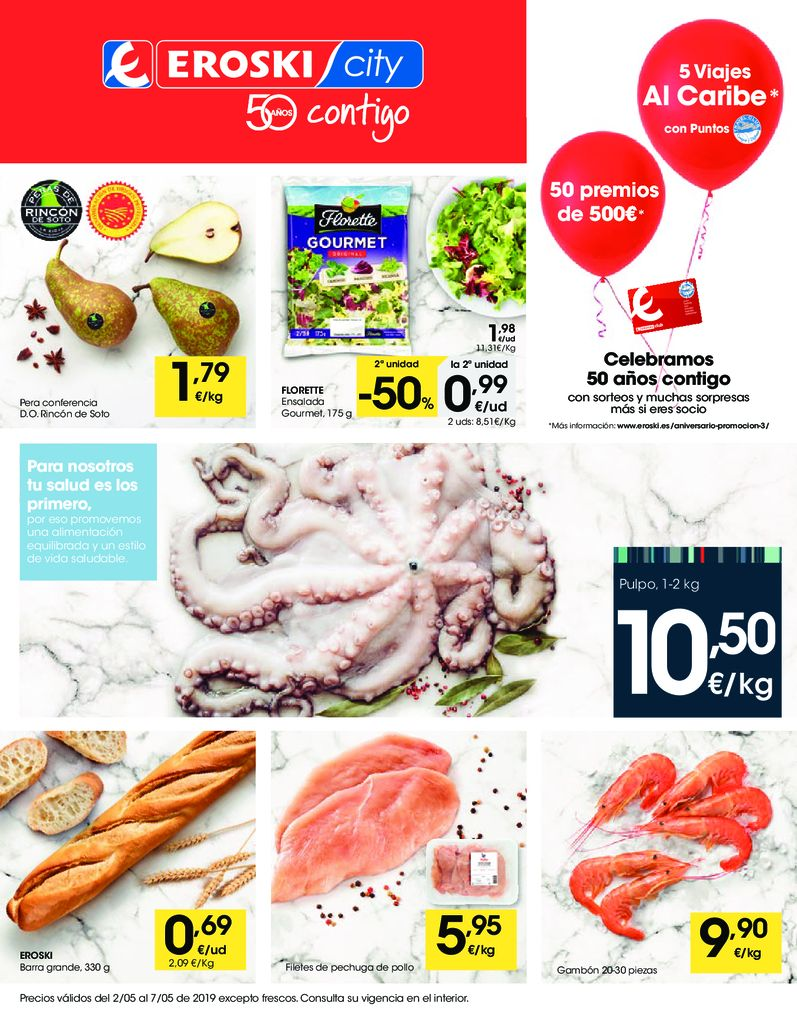 EROSKI/city
50 AÑOS contigo
5 Viajes
Al Caribe*
con Puntos
50 premios
de 500€*
Celebramos
50 años contigo
con sorteos y muchas sorpresas
más si eres socio
*Más información: www.eroski.es/aniversario-promocion-3/
PERAS DE
RINCÓN
DE SOTO
LA RIOJA
Pera conferencia
D.O. Rincón de Soto
1,79
€/kg
Florette
GOURMET
ORIGINAL
175g
1,98
€/ud
11,31€/Kg
FLORETTE
Ensalada
Gourmet, 175 g
2ª unidad
-50%
la 2ª unidad
0,99
€/ud
2 uds: 8,51€/Kg
Para nosotros
tu salud es los
primero,
por eso promovemos
una alimentación
equilibrada y un estilo
de vida saludable.
Pulpo, 1-2 kg
10,50
€/kg
EROSKI
Barra grande, 330 g
0,69
€/ud
2,09 €/Kg
Filetes de pechuga de pollo
5,95
€/kg
Gambón 20-30 piezas
9,90
€/kg
Precios válidos del 2/05 al 7/05 de 2019 excepto frescos. Consulta su vigencia en el interior.